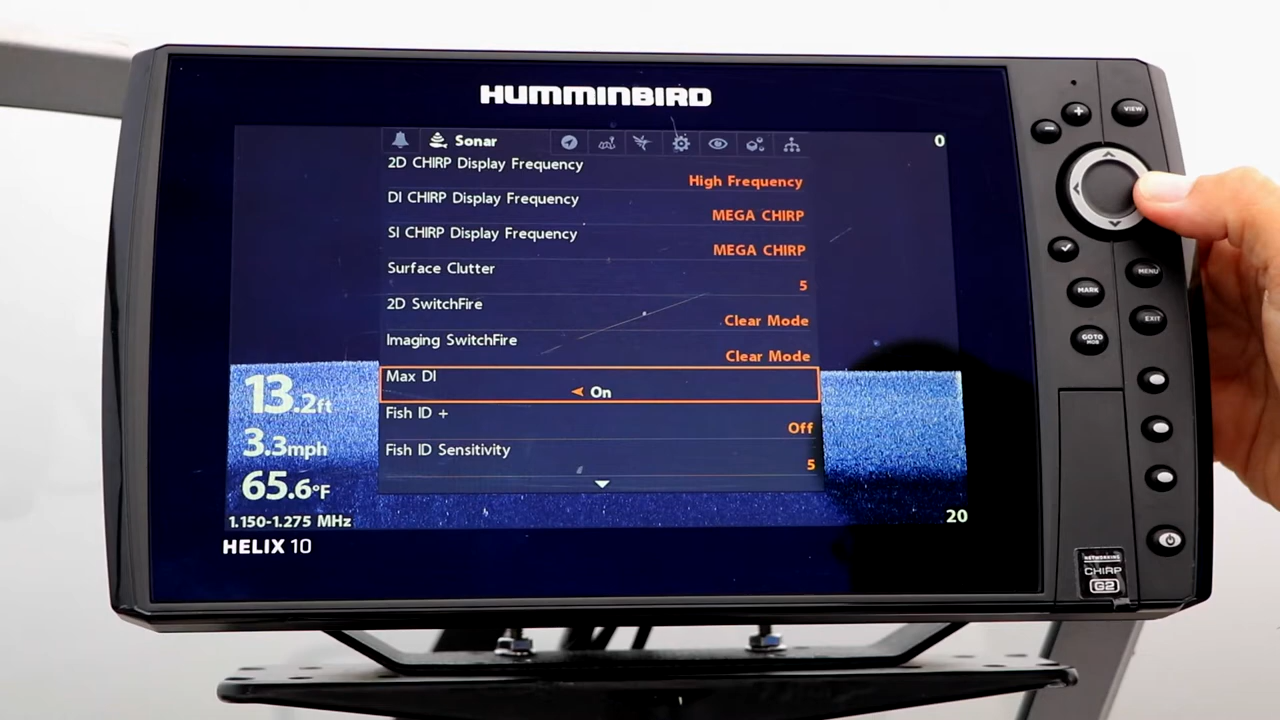 HUMMINBIRD
Sonar
0
2D CHIRP Display Frequency
High Frequency
DI CHIRP Display Frequency
MEGA CHIRP
SI CHIRP Display Frequency
MEGA CHIRP
Surface Clutter
5
2D SwitchFire
Clear Mode
Imaging SwitchFire
Clear Mode
Max DI
On
Fish ID +
Off
Fish ID Sensitivity
5
13.2ft
3.3mph
65.6°F
1.150-1.275 MHz
20
HELIX 10
- +
VIEW
MENU
MARK
EXIT
GOTO
MOB
NETWORKING
CHIRP
G2